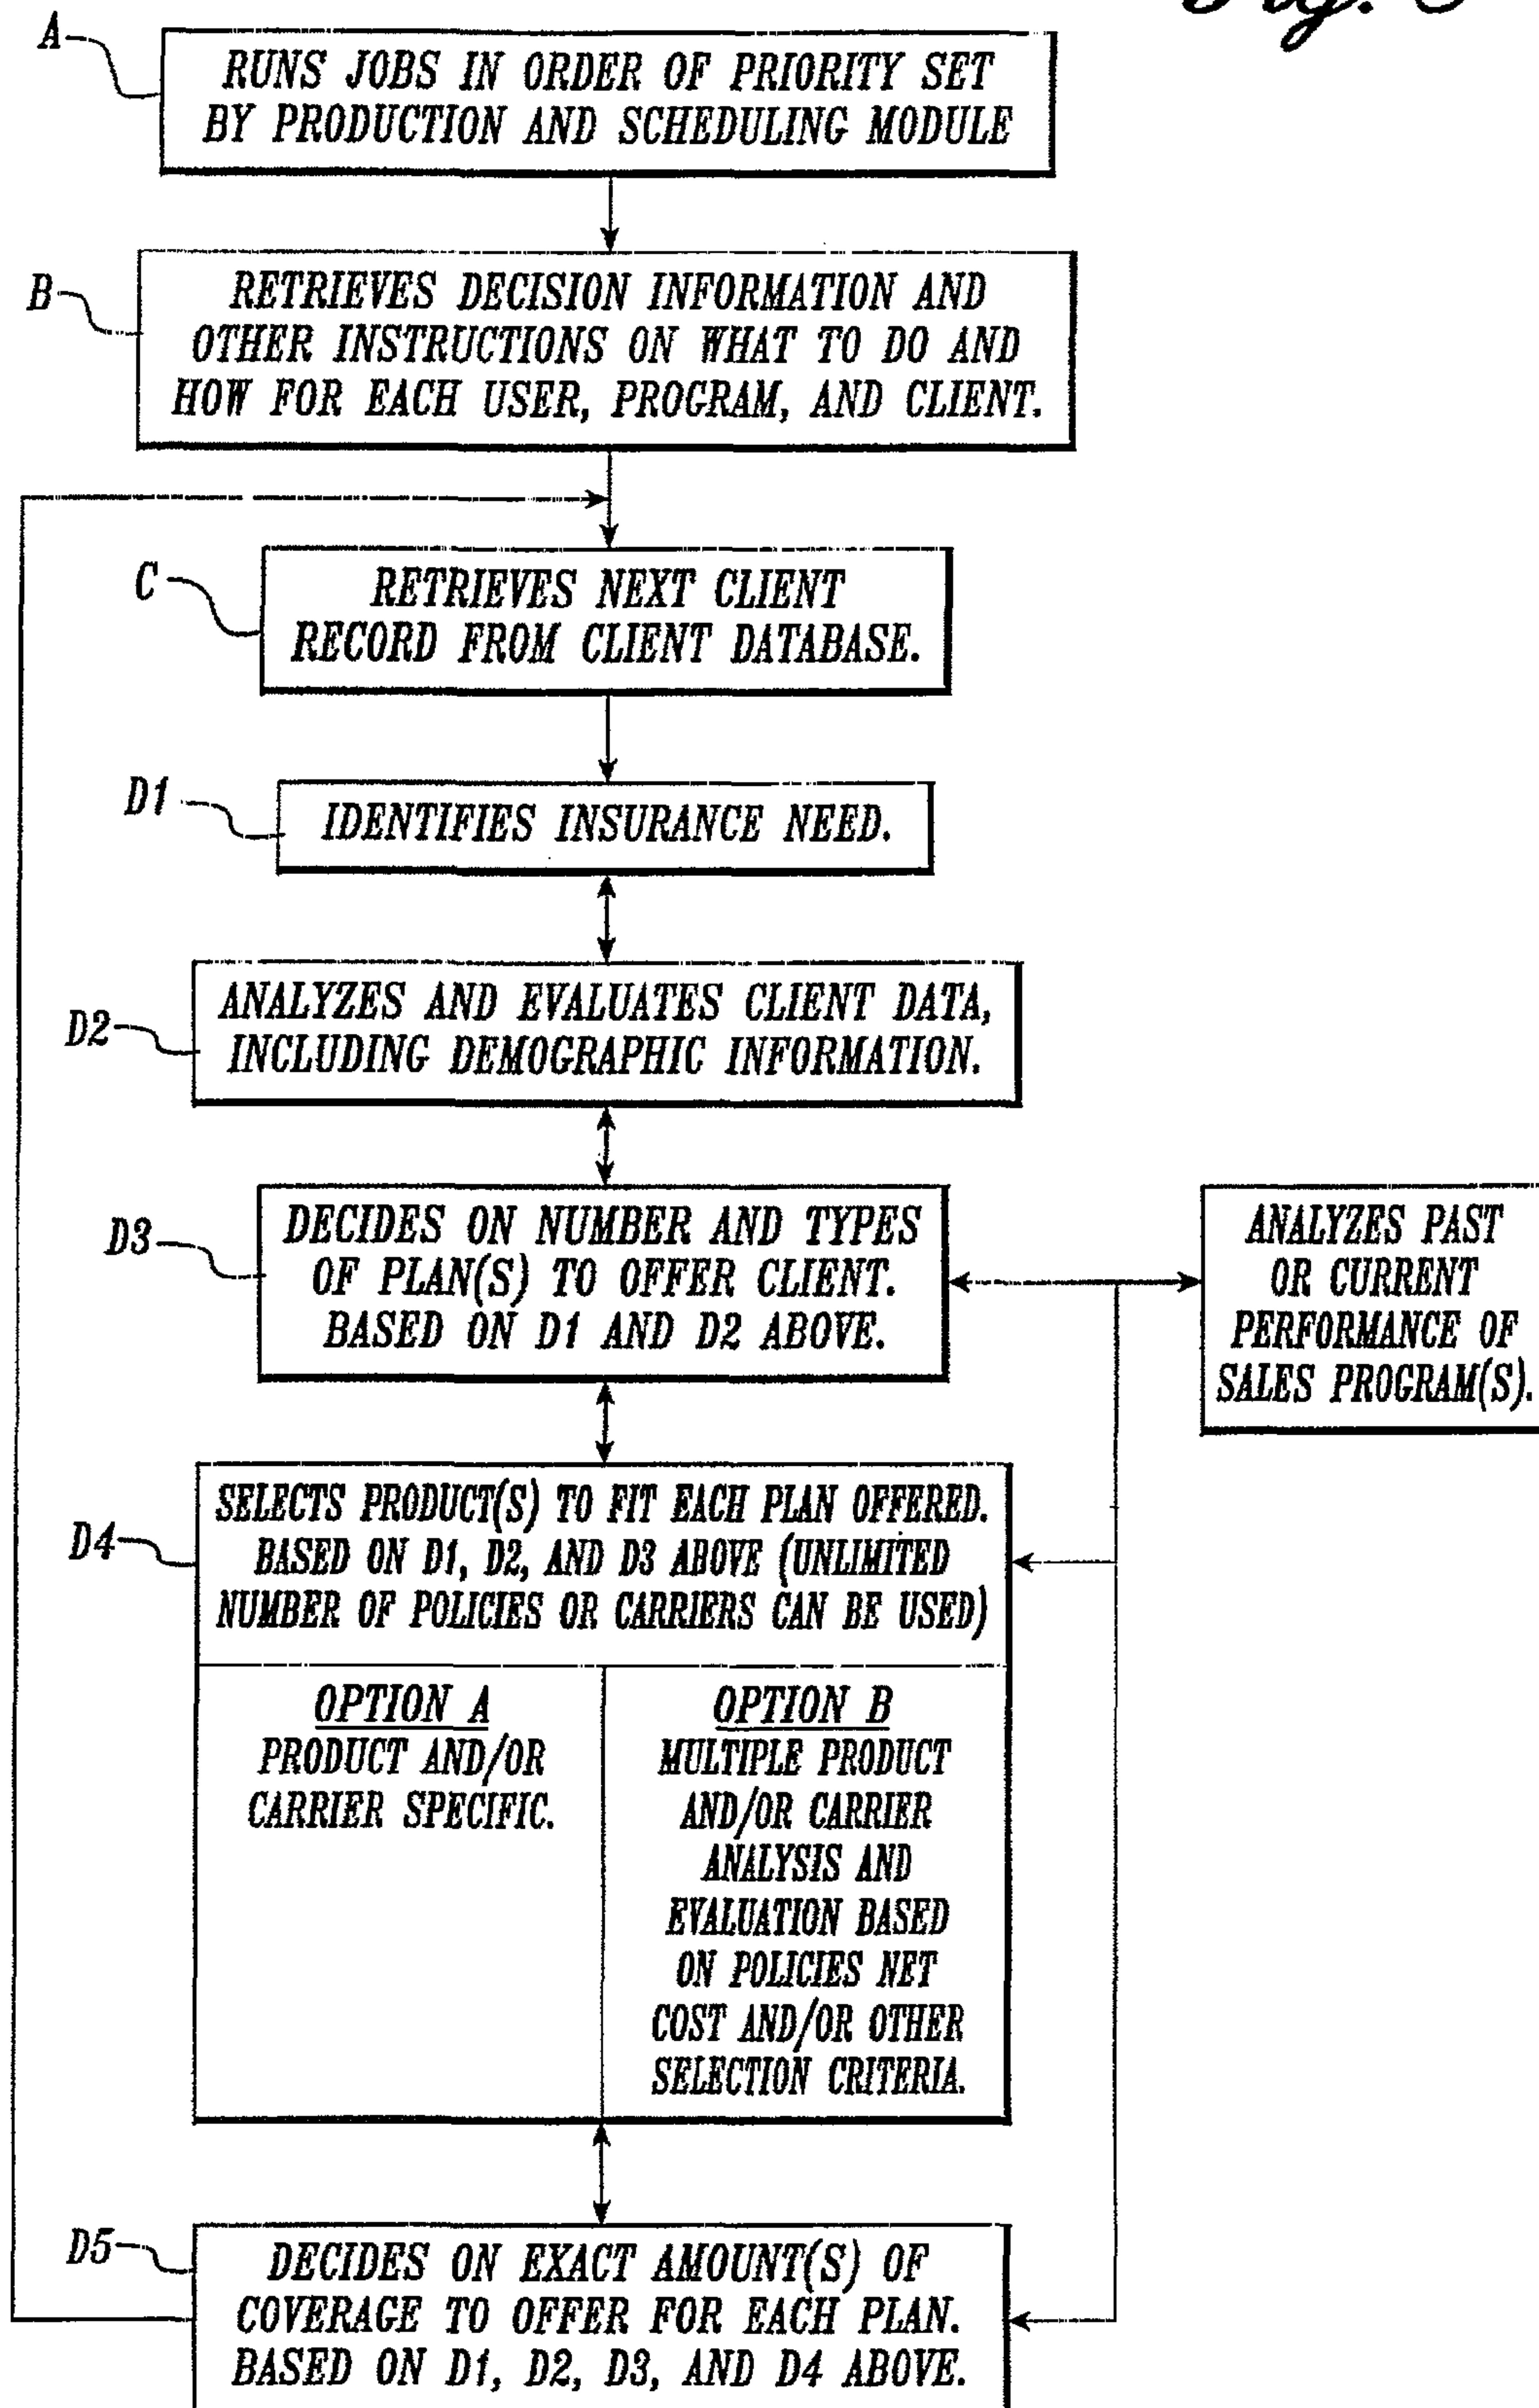 Fig.
A
RUNS JOBS IN ORDER OF PRIORITY SET
BY PRODUCTION AND SCHEDULING MODULE
B
RETRIEVES DECISION INFORMATION AND
OTHER INSTRUCTIONS ON WHAT TO DO AND
HOW FOR EACH USER, PROGRAM, AND CLIENT.
C
RETRIEVES NEXT CLIENT
RECORD FROM CLIENT DATABASE.
D1
IDENTIFIES INSURANCE NEED.
D2
ANALYZES AND EVALUATES CLIENT DATA,
INCLUDING DEMOGRAPHIC INFORMATION.
D3
DECIDES ON NUMBER AND TYPES
OF PLAN(S) TO OFFER CLIENT.
BASED ON D1 AND D2 ABOVE.
ANALYZES PAST
OR CURRENT
PERFORMANCE OF
SALES PROGRAM(S).
D4
SELECTS PRODUCT(S) TO FIT EACH PLAN OFFERED.
BASED ON D1, D2, AND D3 ABOVE (UNLIMITED
NUMBER OF POLICIES OR CARRIERS CAN BE USED)
OPTION A
PRODUCT AND/OR
CARRIER SPECIFIC.
OPTION B
MULTIPLE PRODUCT
AND/OR CARRIER
ANALYSIS AND
EVALUATION BASED
ON POLICIES NET
COST AND/OR OTHER
SELECTION CRITERIA.
D5
DECIDES ON EXACT AMOUNT(S) OF
COVERAGE TO OFFER FOR EACH PLAN.
BASED ON D1, D2, D3, AND D4 ABOVE.